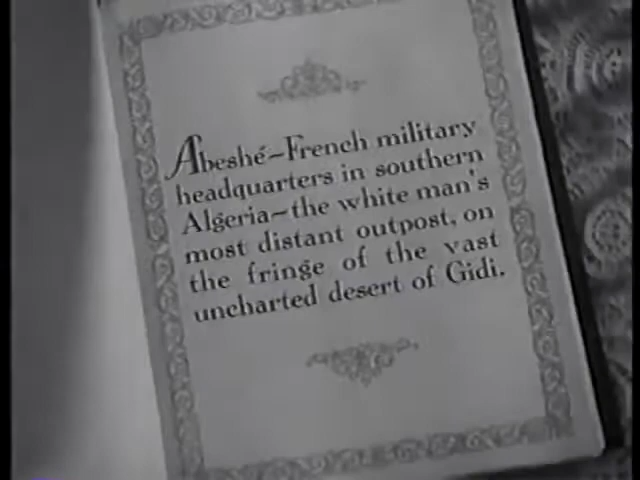 Abeshé—French military
headquarters in southern
Algeria—the white man's
most distant outpost, on
the fringe of the vast
uncharted desert of Gidi.